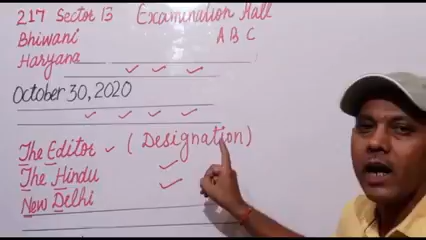 217 Sector 13 Examination Hall
Bhiwani A B C
Haryana
October 30, 2020
The Editor (Designation)
The Hindu
New Delhi